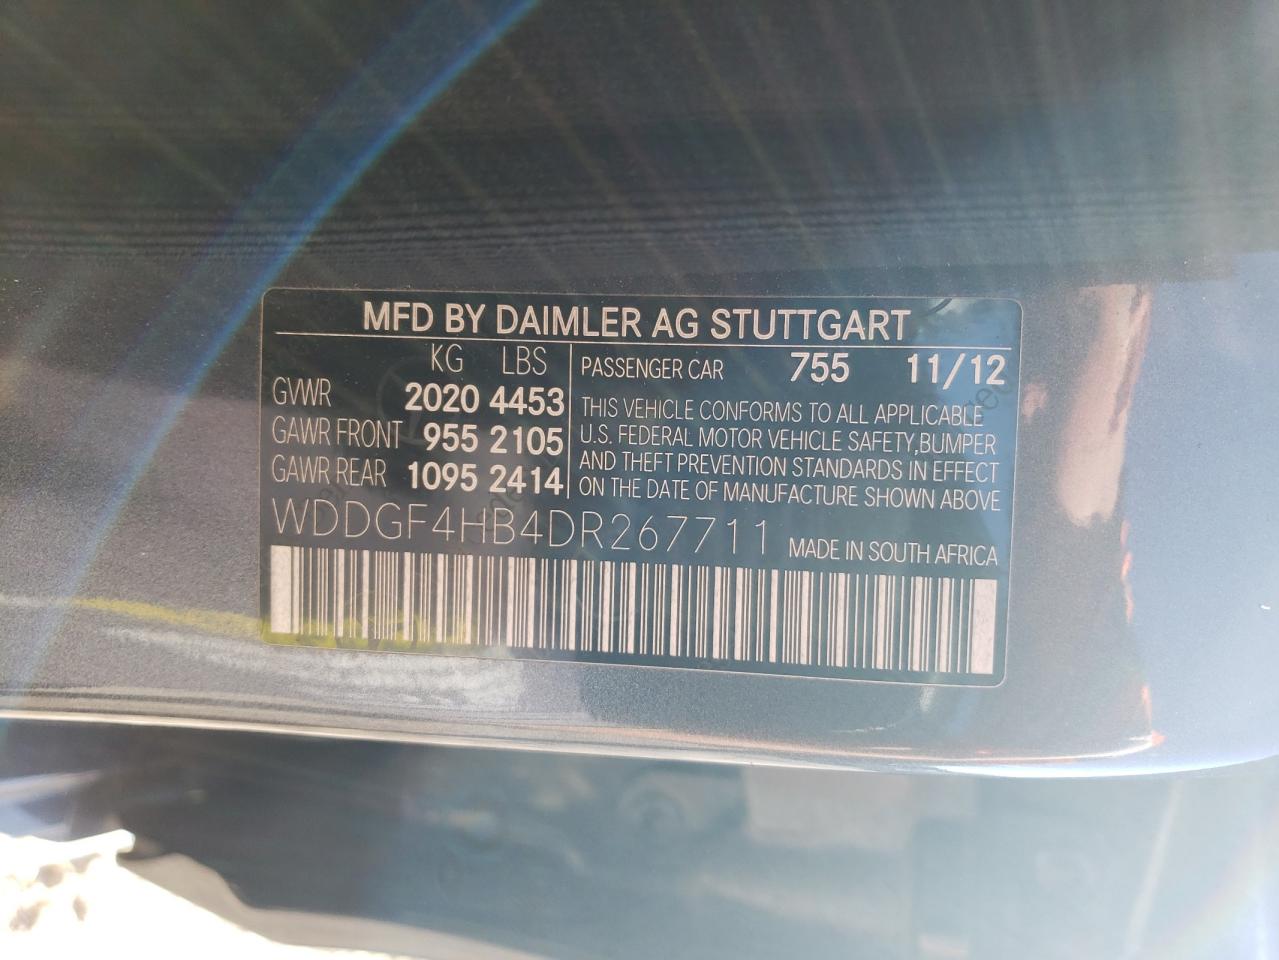 MFD BY DAIMLER AG STUTTGART
KG LBS
GVWR 2020 4453
GAWR FRONT 955 2105
GAWR REAR 1095 2414
PASSENGER CAR 755 11/12
THIS VEHICLE CONFORMS TO ALL APPLICABLE
U.S. FEDERAL MOTOR VEHICLE SAFETY,BUMPER
AND THEFT PREVENTION STANDARDS IN EFFECT
ON THE DATE OF MANUFACTURE SHOWN ABOVE
WDDGF4HB4DR267711 MADE IN SOUTH AFRICA